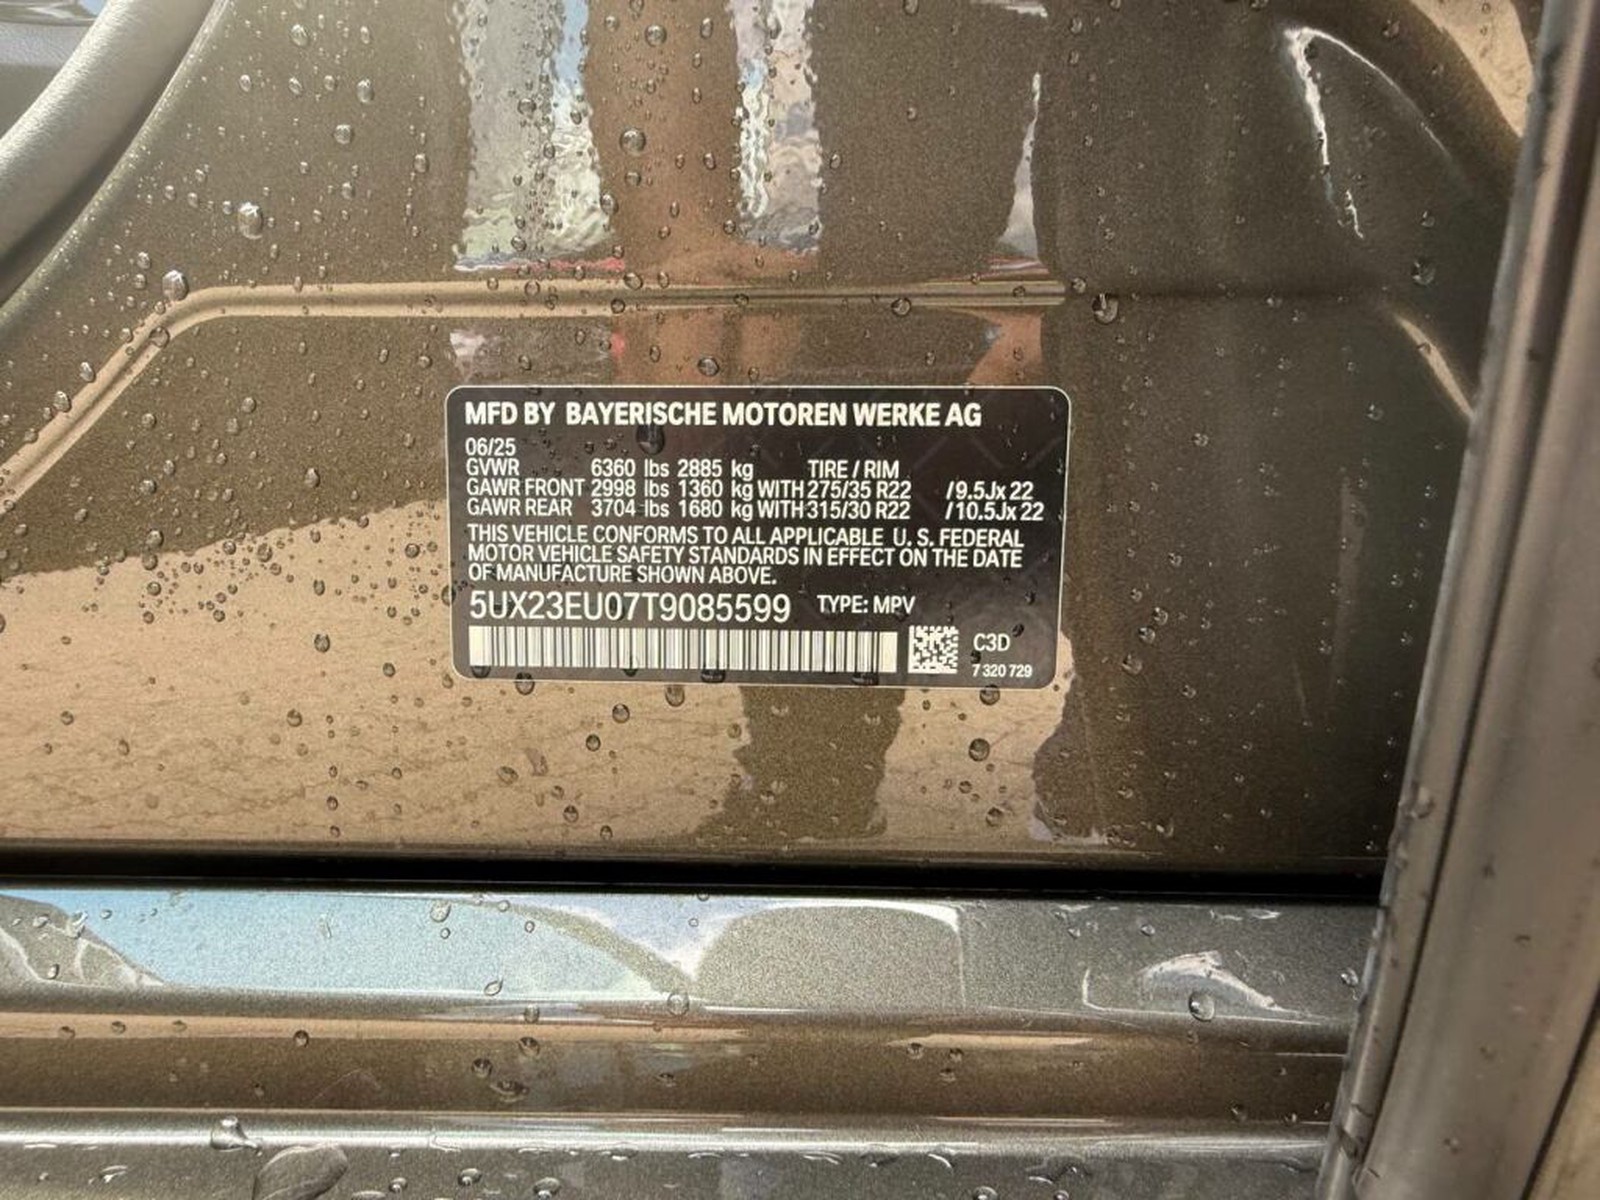 MFD BY BAYERISCHE MOTOREN WERKE AG
06/25
GVWR 6360 lbs 2885 kg TIRE / RIM
GAWR FRONT 2998 lbs 1360 kg WITH 275/35 R22 /9.5Jx 22
GAWR REAR 3704 lbs 1680 kg WITH 315/30 R22 /10.5Jx 22
THIS VEHICLE CONFORMS TO ALL APPLICABLE U. S. FEDERAL
MOTOR VEHICLE SAFETY STANDARDS IN EFFECT ON THE DATE
OF MANUFACTURE SHOWN ABOVE.
5UX23EU07T9085599 TYPE: MPV
C3D
7 320 729